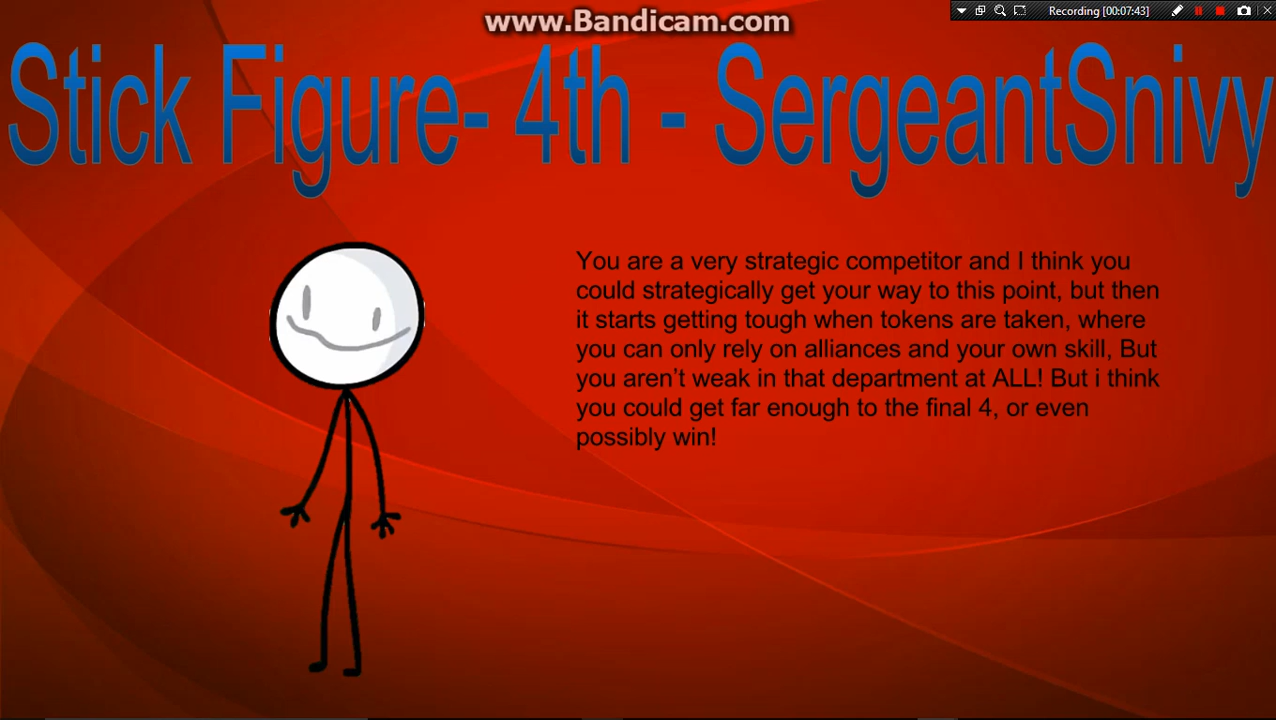 www.Bandicam.com
Recording [00:07:43]
Stick Figure- 4th - SergeantSnivy
You are a very strategic competitor and I think you
could strategically get your way to this point, but then
it starts getting tough when tokens are taken, where
you can only rely on alliances and your own skill, But
you aren't weak in that department at ALL! But i think
you could get far enough to the final 4, or even
possibly win!